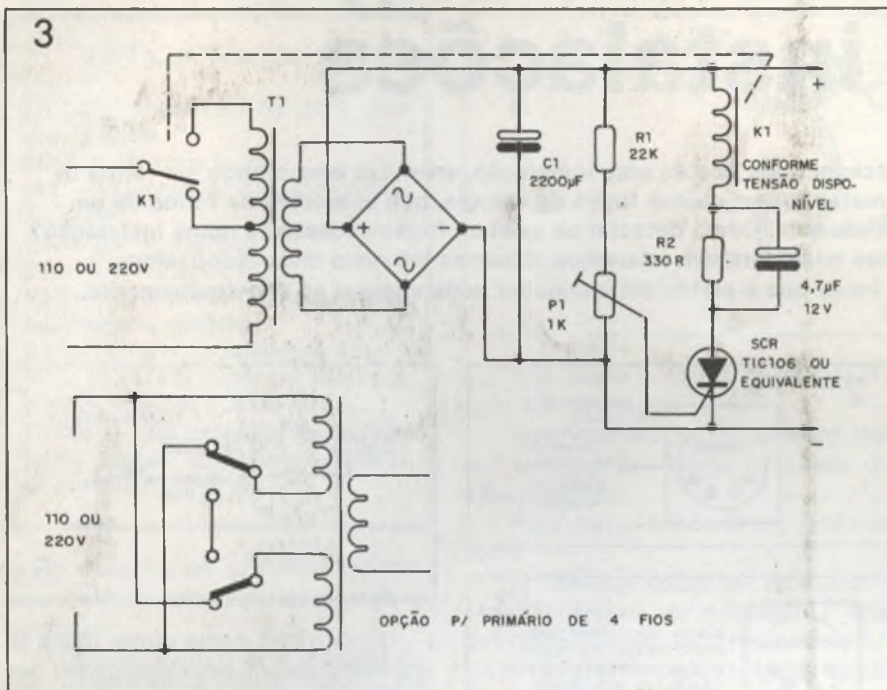 3
T1
K1
110 OU 220V
+
C1
2200µF
R1
22K
P1
1K
K1
CONFORME
TENSÃO DISPO-
NÍVEL
R2
330R
4,7µF
12V
SCR
TIC106 OU
EQUIVALENTE
+
-
110 OU
220V
OPÇÃO P/ PRIMÁRIO DE 4 FIOS